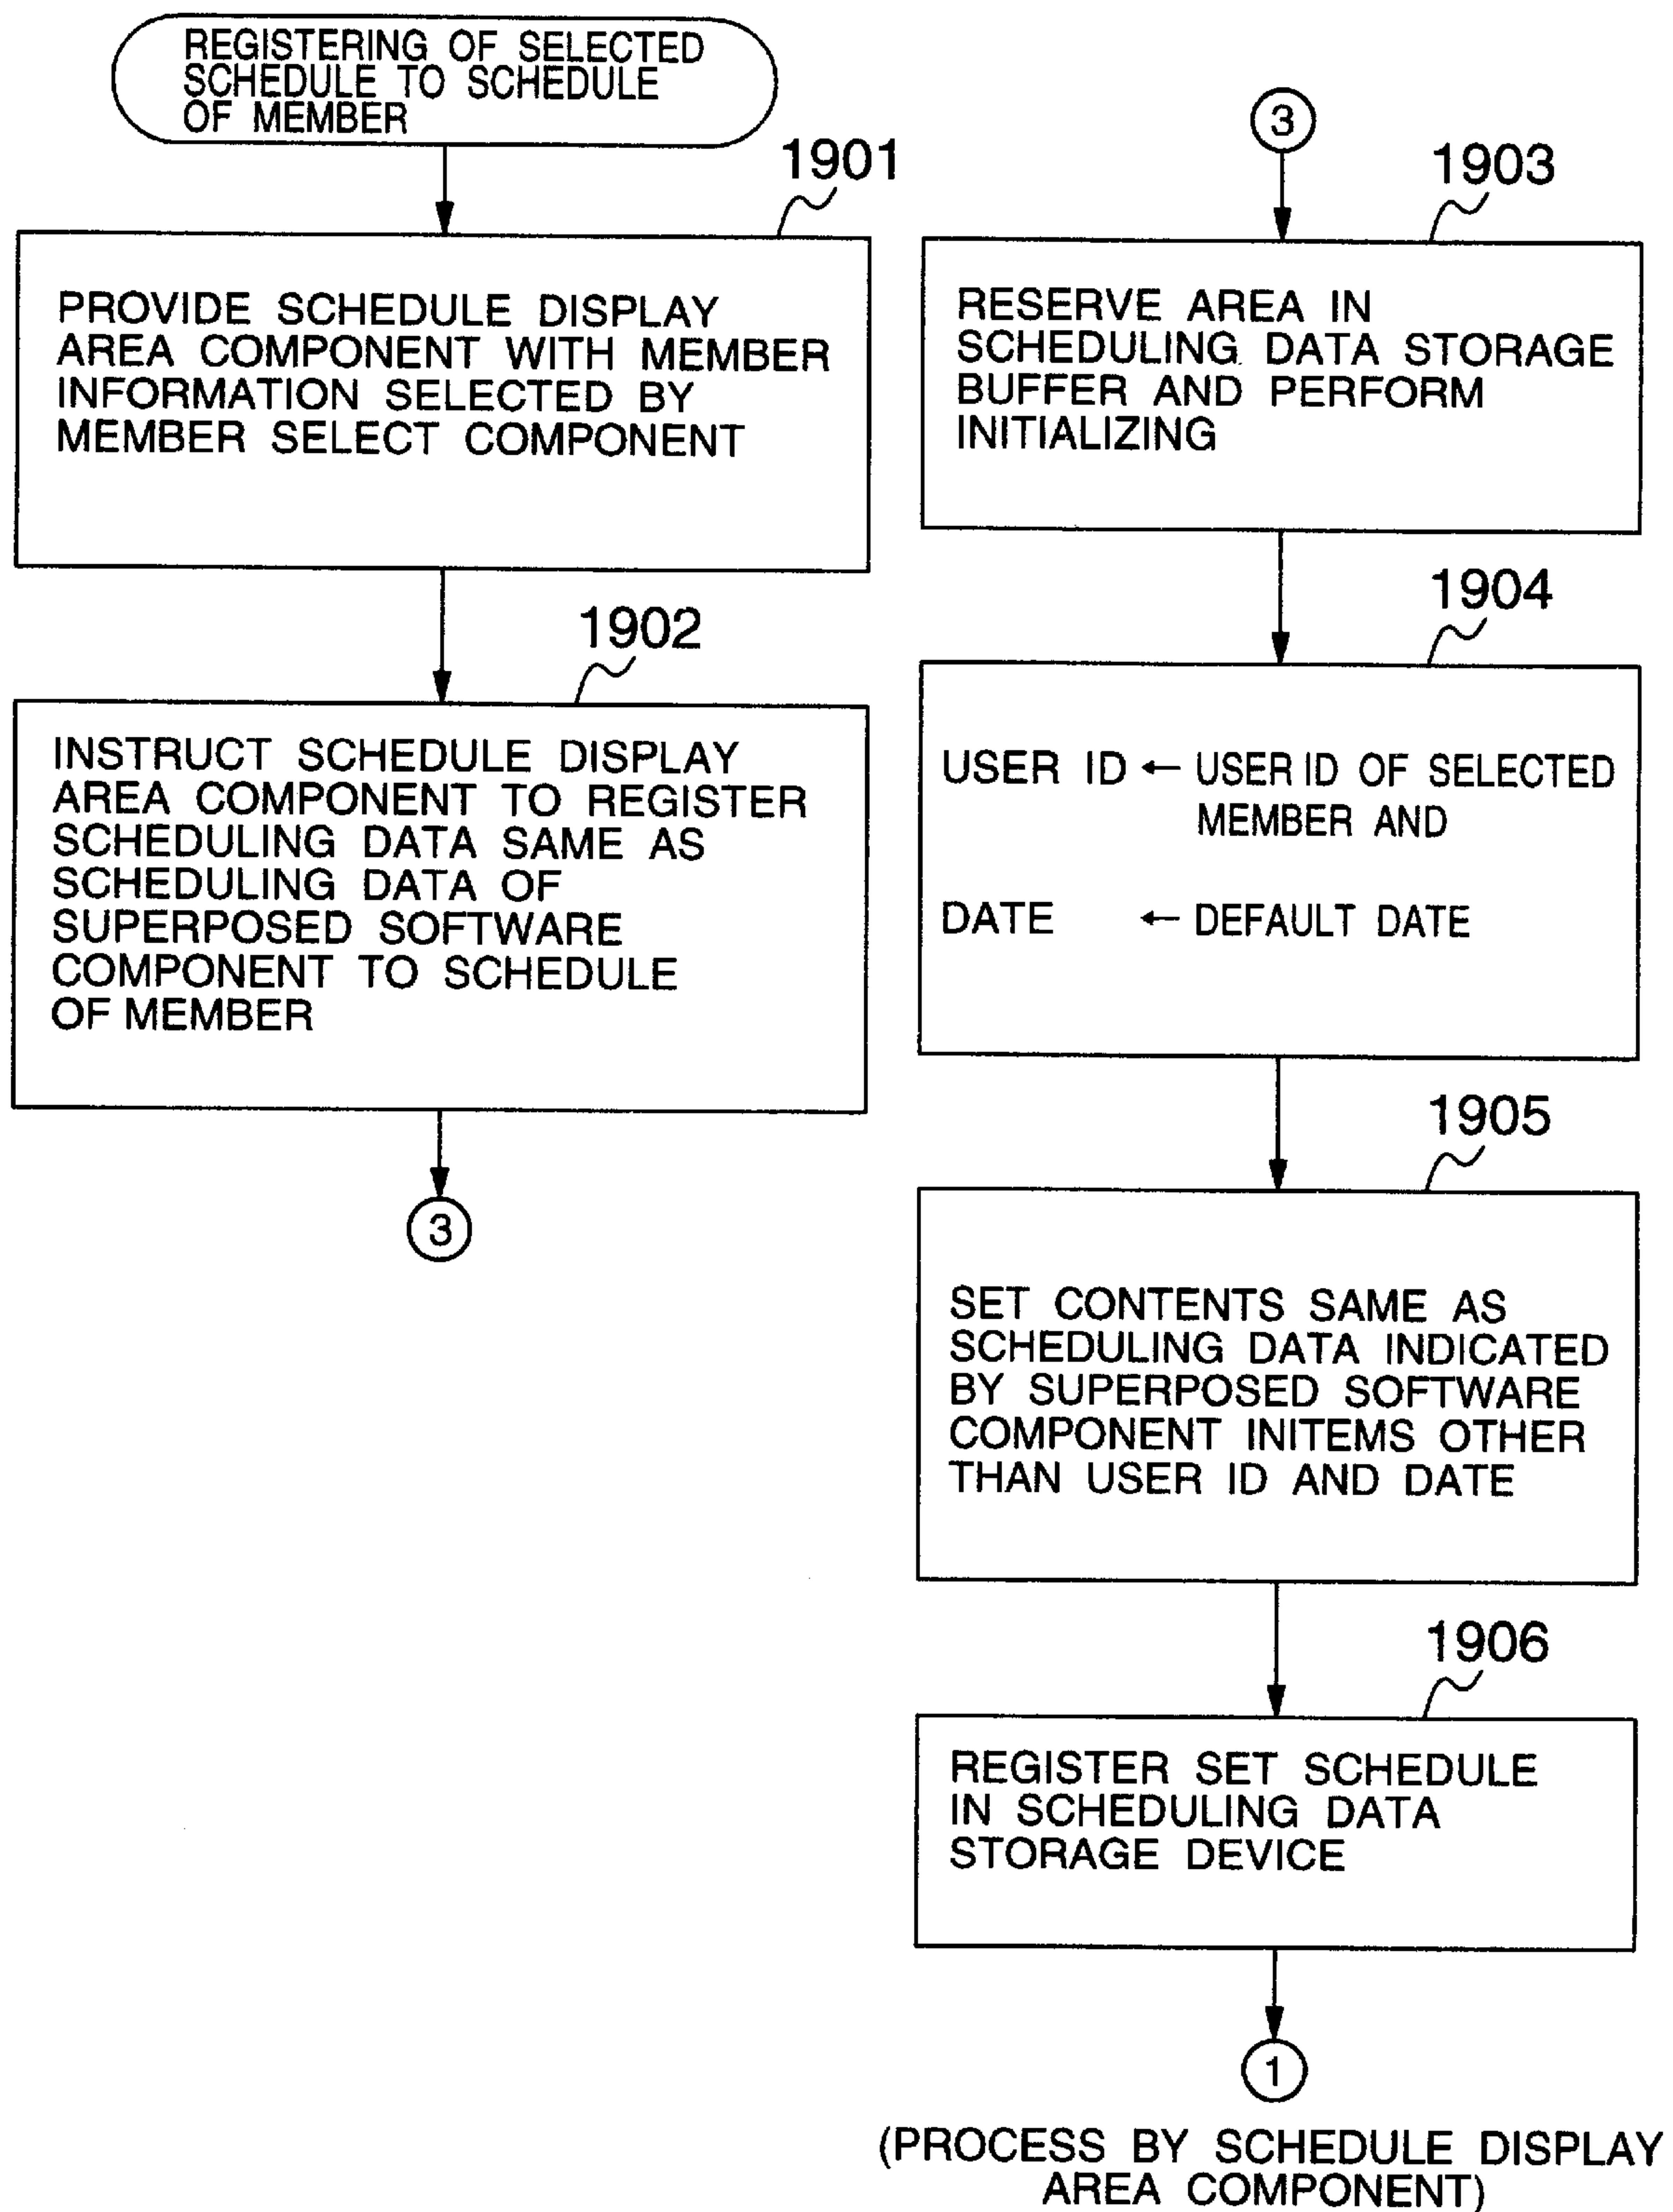 REGISTERING OF SELECTED
SCHEDULE TO SCHEDULE
OF MEMBER
1901
PROVIDE SCHEDULE DISPLAY
AREA COMPONENT WITH MEMBER
INFORMATION SELECTED BY
MEMBER SELECT COMPONENT
1902
INSTRUCT SCHEDULE DISPLAY
AREA COMPONENT TO REGISTER
SCHEDULING DATA SAME AS
SCHEDULING DATA OF
SUPERPOSED SOFTWARE
COMPONENT TO SCHEDULE
OF MEMBER
3
3
1903
RESERVE AREA IN
SCHEDULING DATA STORAGE
BUFFER AND PERFORM
INITIALIZING
1904
USER ID ← USER ID OF SELECTED
MEMBER AND
DATE ← DEFAULT DATE
1905
SET CONTENTS SAME AS
SCHEDULING DATA INDICATED
BY SUPERPOSED SOFTWARE
COMPONENT INITEMS OTHER
THAN USER ID AND DATE
1906
REGISTER SET SCHEDULE
IN SCHEDULING DATA
STORAGE DEVICE
1
(PROCESS BY SCHEDULE DISPLAY
AREA COMPONENT)